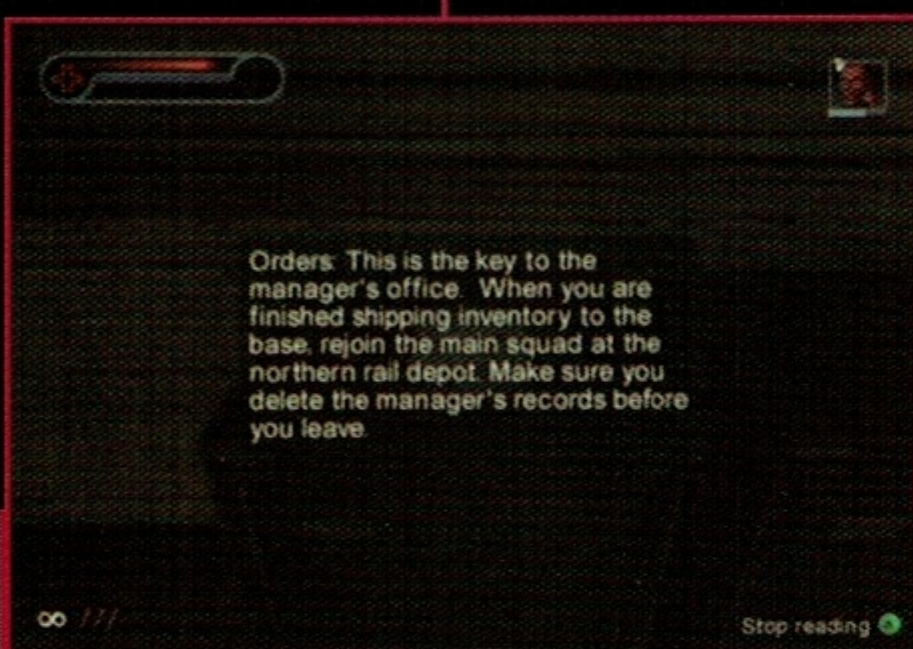 Orders: This is the key to the
manager's office. When you are
finished shipping inventory to the
base, rejoin the main squad at the
northern rail depot. Make sure you
delete the manager's records before
you leave.
∞
Stop reading A